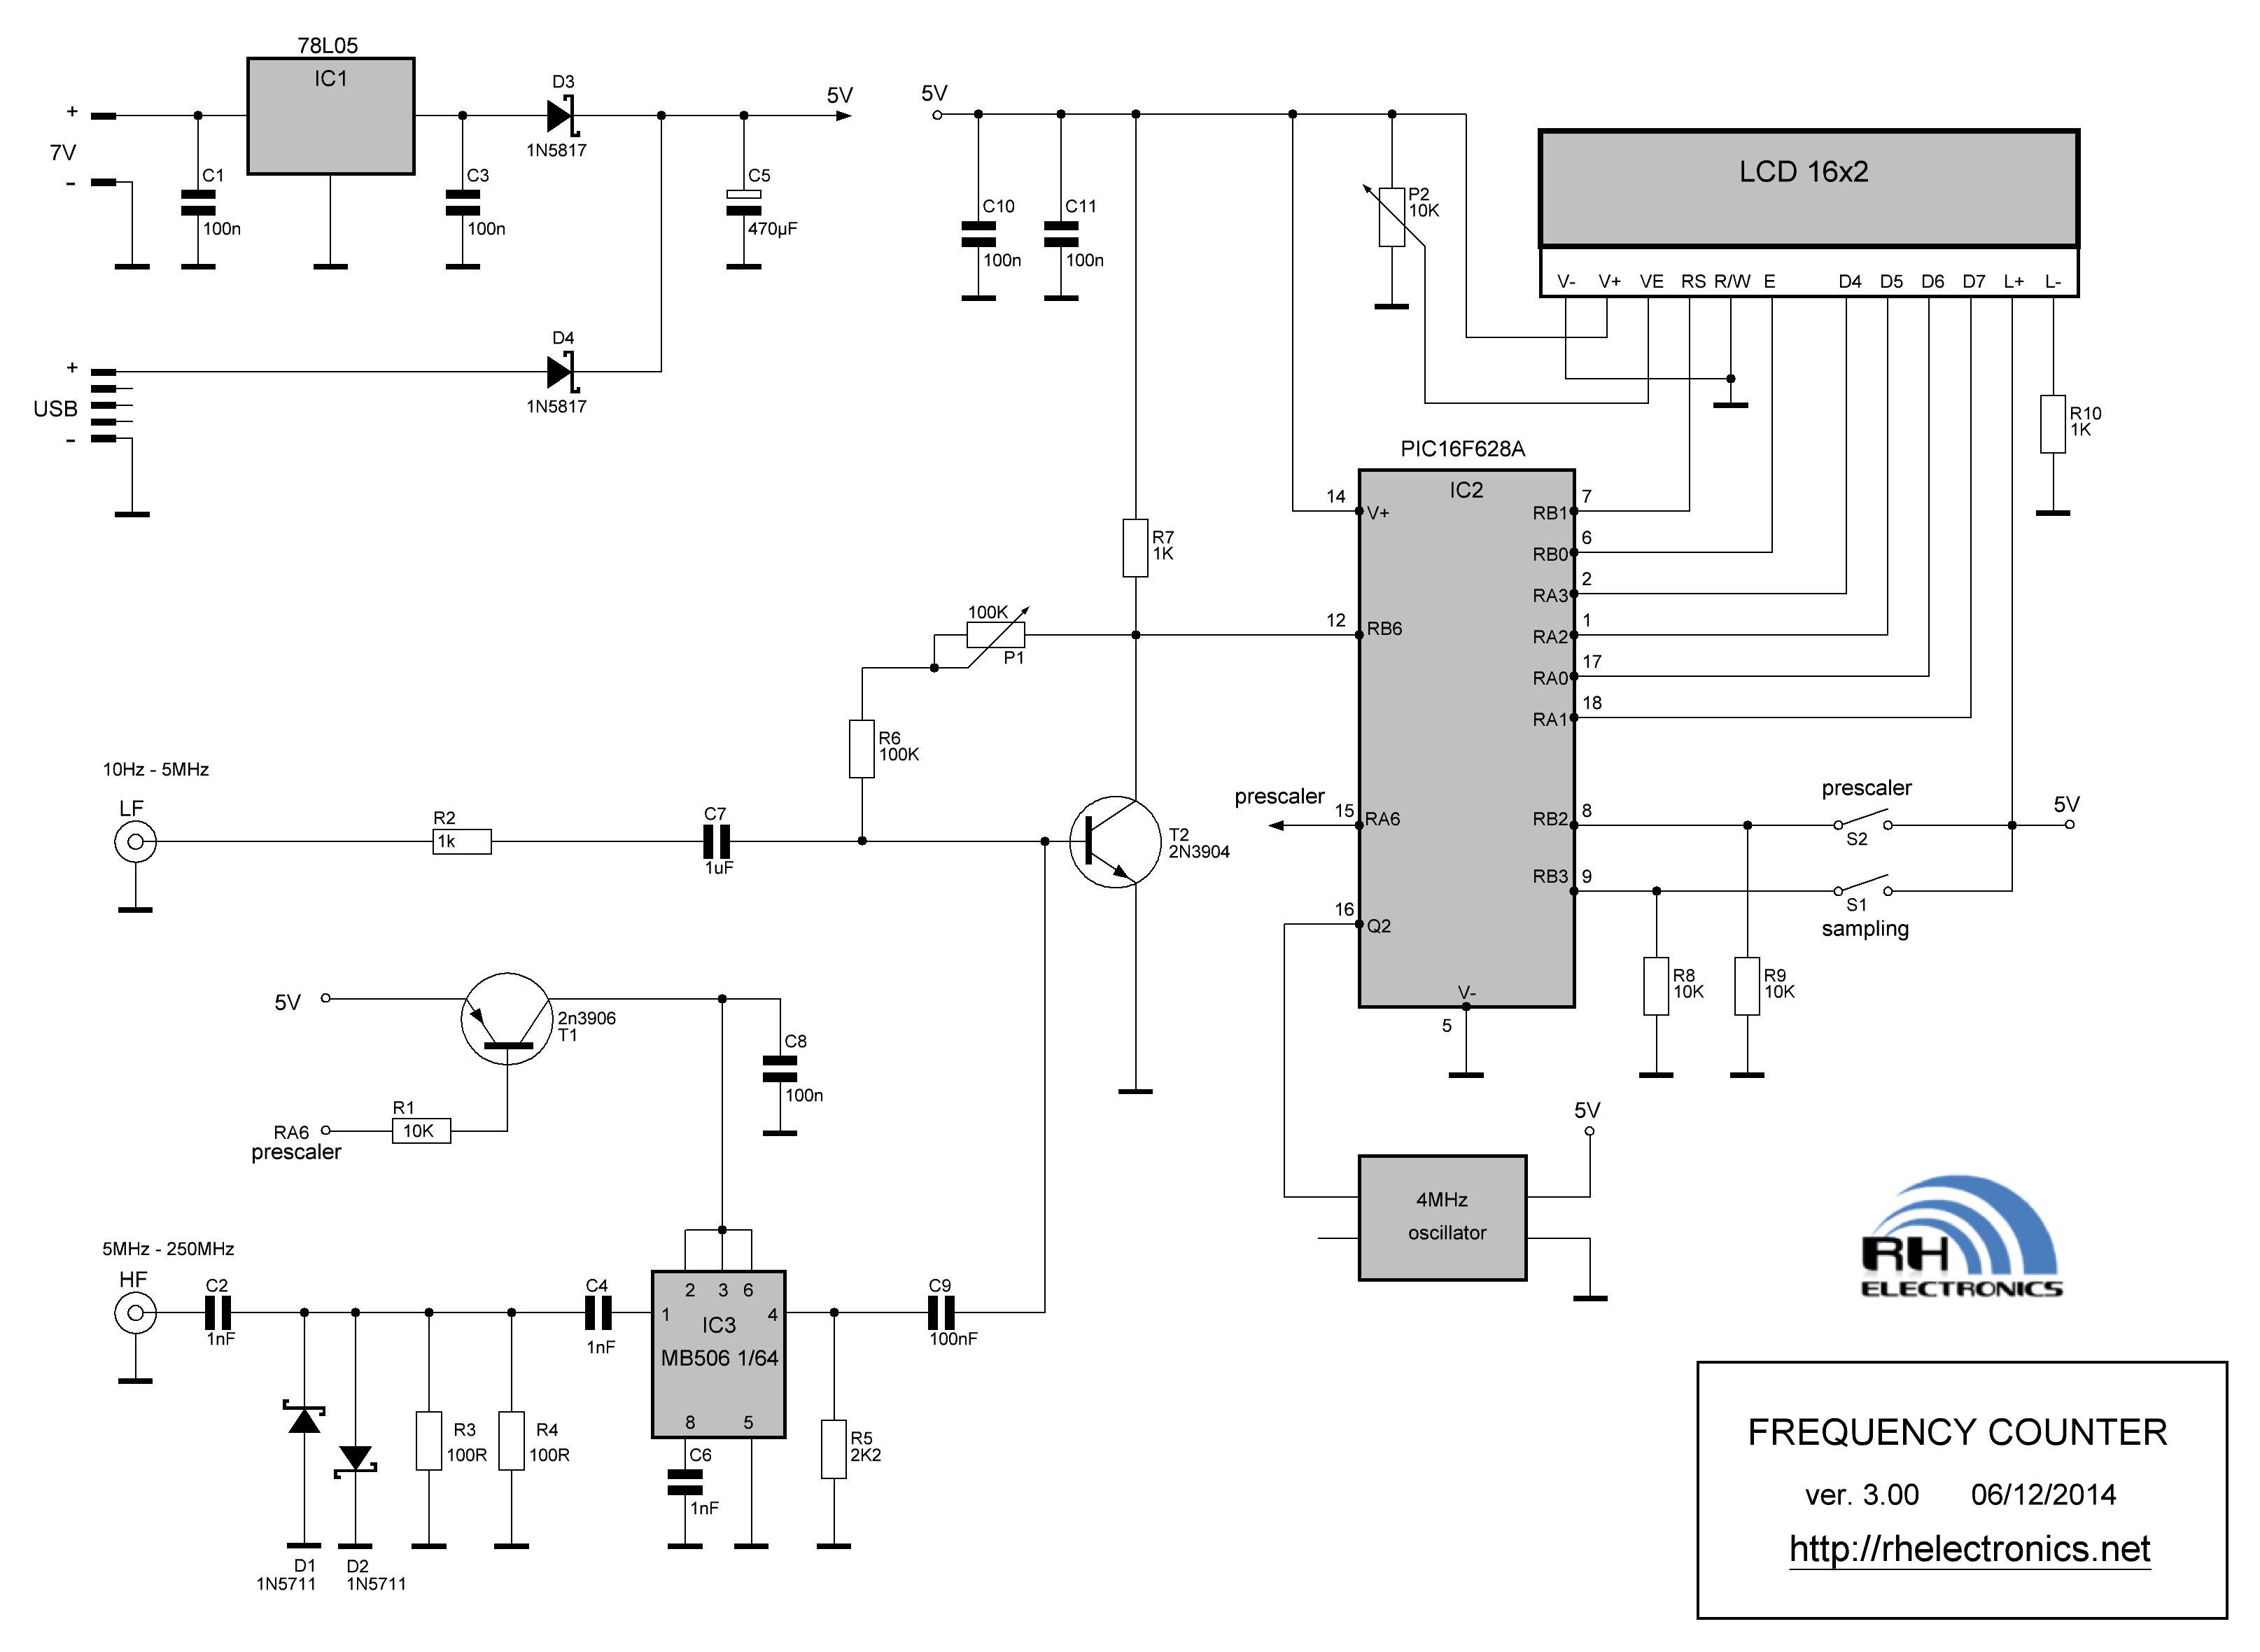 78L05
IC1
+
7V
-
C1
100n
C3
100n
D3
1N5817
C5
470µF
5V
+
USB
-
D4
1N5817
5V
C10
100n
C11
100n
P2
10K
LCD 16x2
V- V+ VE RS R/W E D4 D5 D6 D7 L+ L-
R10
1K
PIC16F628A
IC2
14
V+
12
RB6
15
RA6
prescaler
16
Q2
V-
5
RB1
7
RB0
6
RA3
2
RA2
1
RA0
17
RA1
18
RB2
8
RB3
9
prescaler
S2
5V
S1
sampling
R8
10K
R9
10K
R7
1K
100K
P1
R6
100K
10Hz - 5MHz
LF
R2
1k
C7
1uF
T2
2N3904
5V
2n3906
T1
C8
100n
R1
10K
RA6
prescaler
5V
4MHz
oscillator
5MHz - 250MHz
HF
C2
1nF
C4
1nF
2 3 6
1
4
IC3
MB506 1/64
8 5
C9
100nF
R3
100R
R4
100R
C6
1nF
R5
2K2
D1
1N5711
D2
1N5711
RH
ELECTRONICS
FREQUENCY COUNTER
ver. 3.00 06/12/2014
http://rhelectronics.net